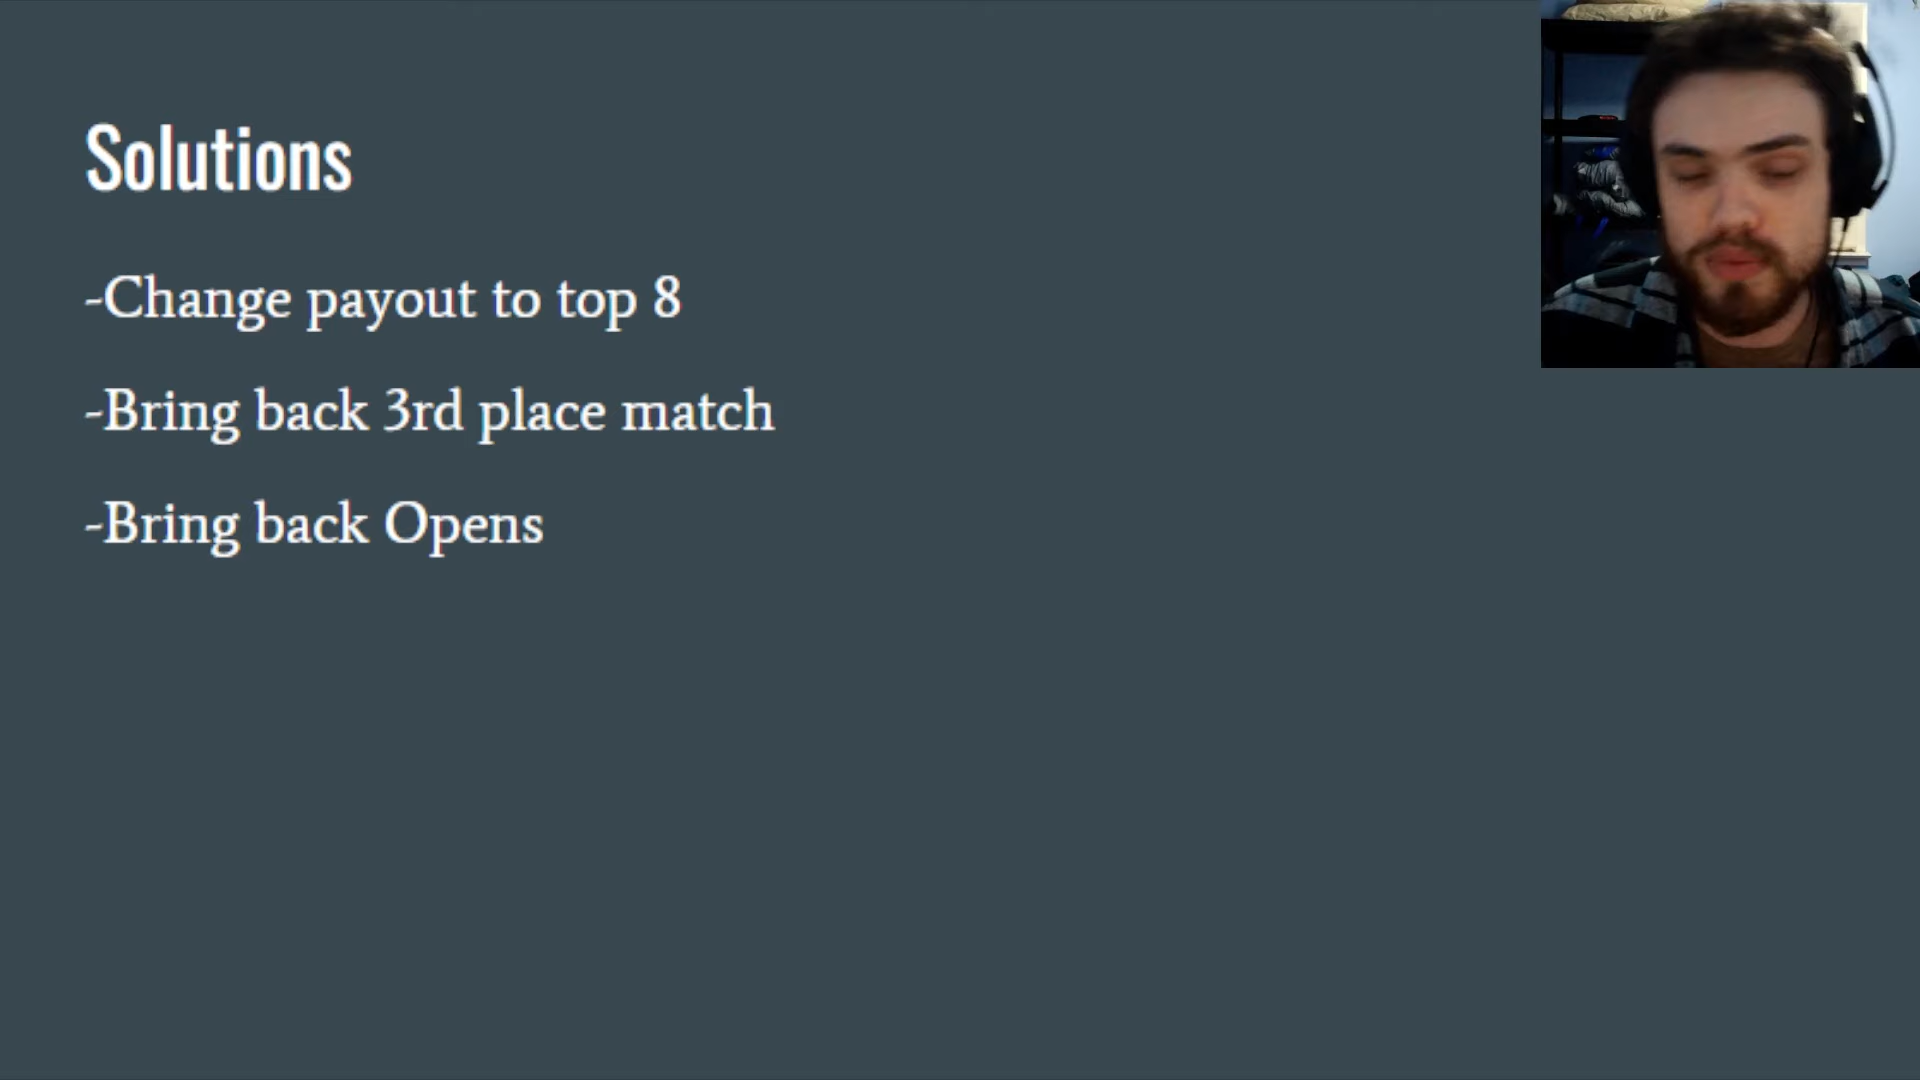 Solutions
-Change payout to top 8
-Bring back 3rd place match
-Bring back Opens